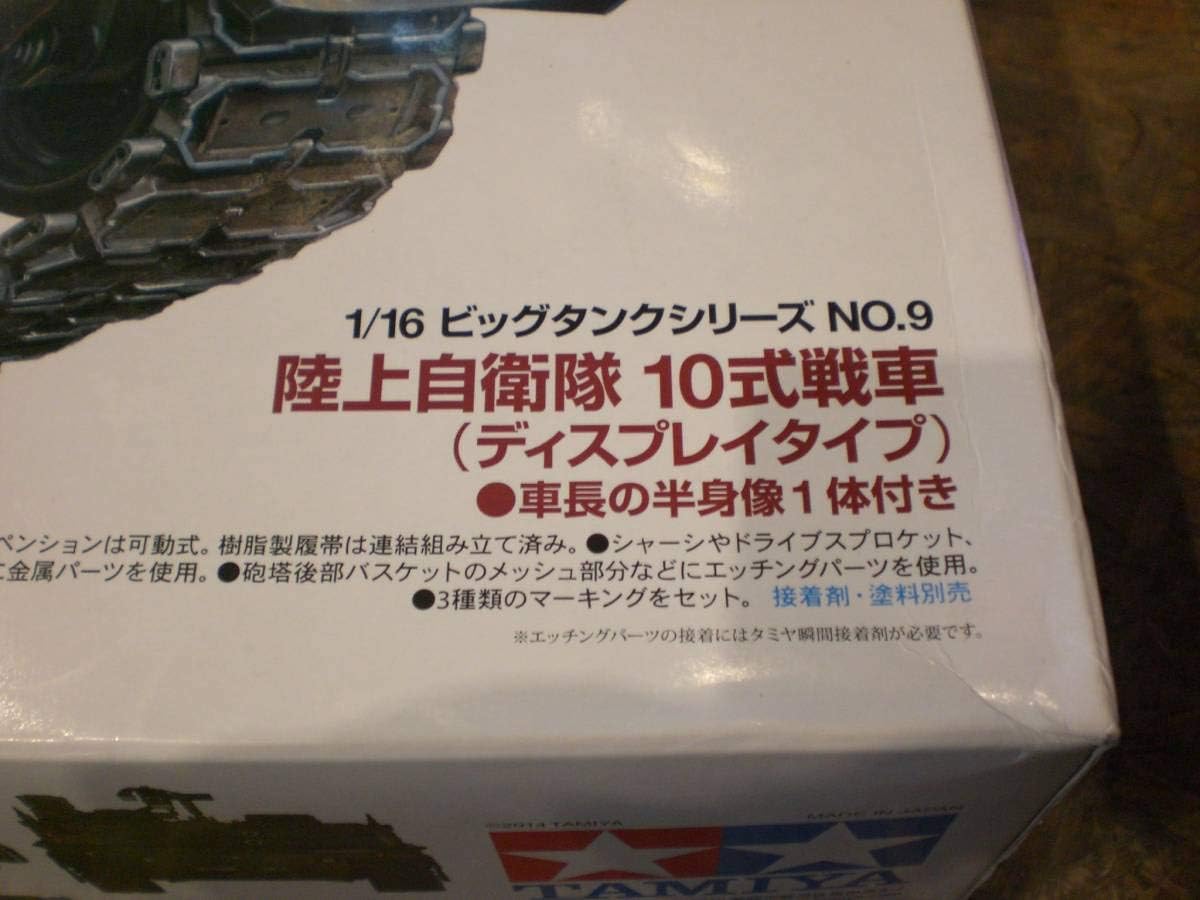 1/16 ビッグタンクシリーズ NO.9
陸上自衛隊 10式戦車
(ディスプレイタイプ)
●車長の半身像1体付き
ペンションは可動式。樹脂製履帯は連結組み立て済み。●シャーシやドライブスプロケット、
金属パーツを使用。●砲塔後部バスケットのメッシュ部分などにエッチングパーツを使用。
●3種類のマーキングをセット。 接着剤・塗料別売
※エッチングパーツの接着にはタミヤ瞬間接着剤が必要です。
©2014 TAMIYA
MADE IN JAPAN
TAMIYA